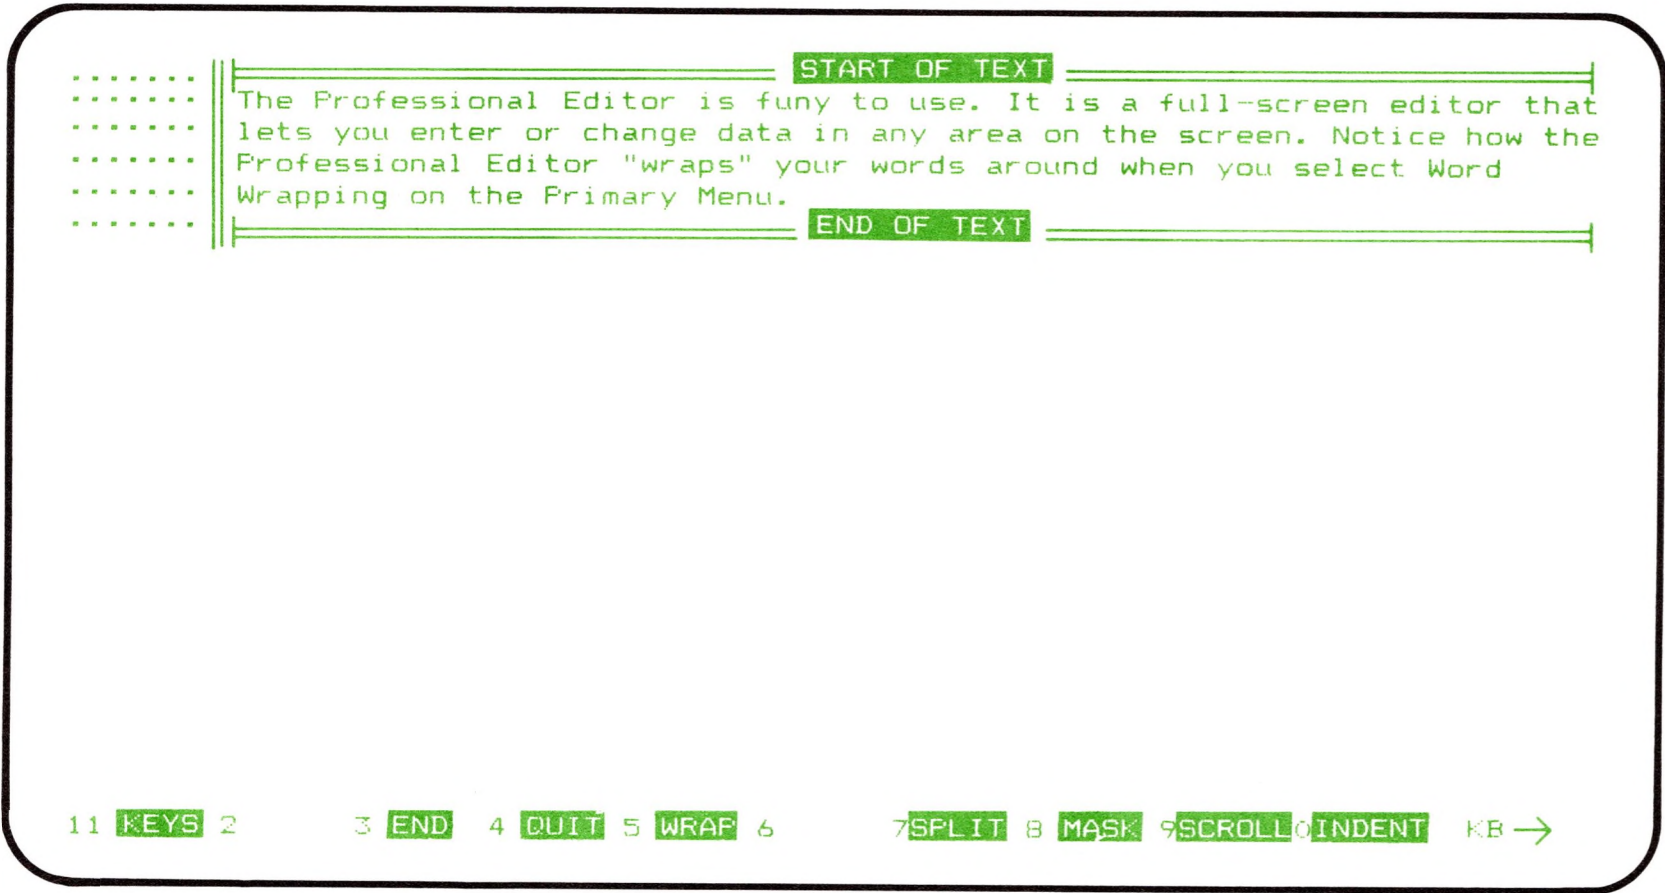 START OF TEXT
The Professional Editor is funy to use. It is a full-screen editor that
lets you enter or change data in any area on the screen. Notice how the
Professional Editor "wraps" your words around when you select Word
Wrapping on the Primary Menu.
END OF TEXT
11 KEYS 2 3 END 4 QUIT 5 WRAP 6 7SPLIT 8 MASK 9SCROLL0INDENT KB→